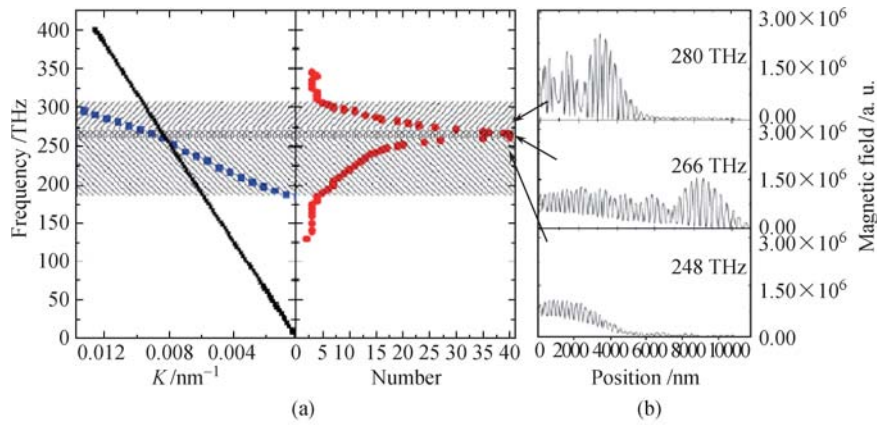 400
350
300
250
200
150
100
50
0
Frequency /THz
0.012
0.008
0.004
0
K /nm⁻¹
5
10
15
20
25
30
35
40
Number
(a)
280 THz
266 THz
248 THz
3.00×10⁶
1.50×10⁶
0.00
3.00×10⁶
1.50×10⁶
0.00
3.00×10⁶
1.50×10⁶
0.00
Magnetic field /a. u.
0 2000 4000 6000 8000 10000
Position /nm
(b)